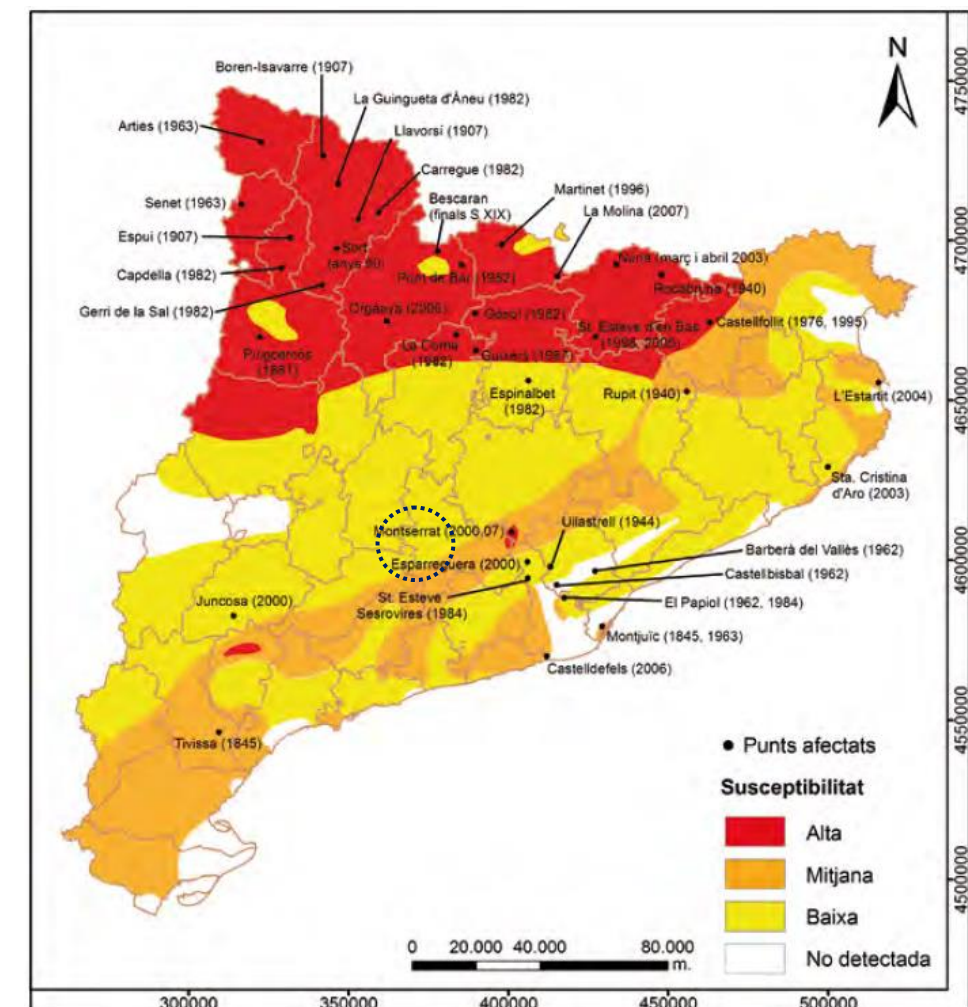 Boren-Isavarre (1907)
N
La Guingueta d'Àneu (1982)
Arties (1963)
Llavorsí (1907)
Carregue (1982)
Martinet (1996)
Senet (1963)
Bescaran
(finals S XIX)
La Molina (2007)
Espui (1907)
Sort
(anys 90)
Núria (març i abril 2003)
Capdella (1982)
Pont de Bar (1982)
Rocabruna (1940)
Gerri de la Sal (1982)
Organyà (2006)
Gósol (1982)
St. Esteve d'en Bas
(1998, 2006)
Castellfollit (1976, 1995)
Puigcercós
(1881)
La Coma
(1982)
Guixers (1987)
Espinalbet
(1982)
Rupit (1940)
L'Estartit (2004)
Sta. Cristina
d'Aro (2003)
Montserrat (2000,07)
Ullastrell (1944)
Barberà del Vallès (1962)
Esparreguera (2000)
Castellbisbal (1962)
Juncosa (2000)
St. Esteve
Sesrovires (1984)
El Papiol (1962, 1984)
Montjuïc (1845, 1963)
Castelldefels (2006)
Tivissa (1845)
Punts afectats
Susceptibilitat
Alta
Mitjana
Baixa
No detectada
0 20.000 40.000 80.000
m.
4750000
4700000
4650000
4600000
4550000
4500000
300000 350000 400000 450000 500000